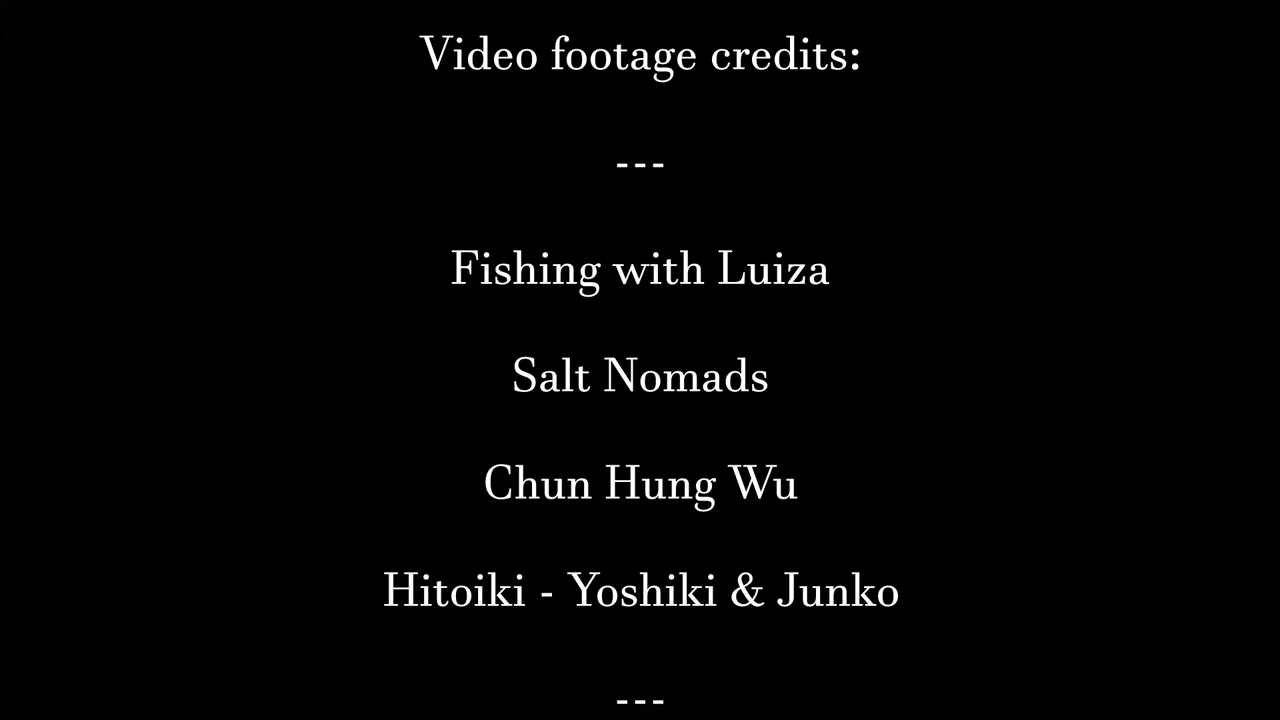 Video footage credits:
---
Fishing with Luiza
Salt Nomads
Chun Hung Wu
Hitoiki - Yoshiki & Junko
---